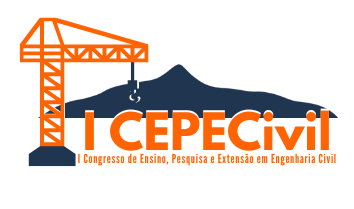 I CEPECivil
I Congresso de Ensino, Pesquisa e Extensão em Engenharia Civil